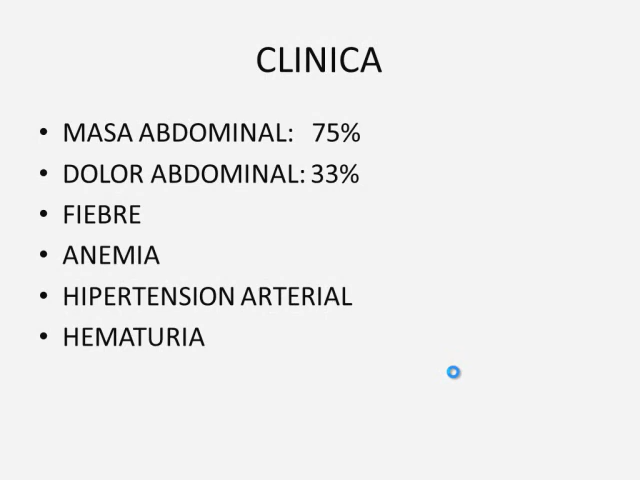 CLINICA
• MASA ABDOMINAL: 75%
• DOLOR ABDOMINAL: 33%
• FIEBRE
• ANEMIA
• HIPERTENSION ARTERIAL
• HEMATURIA